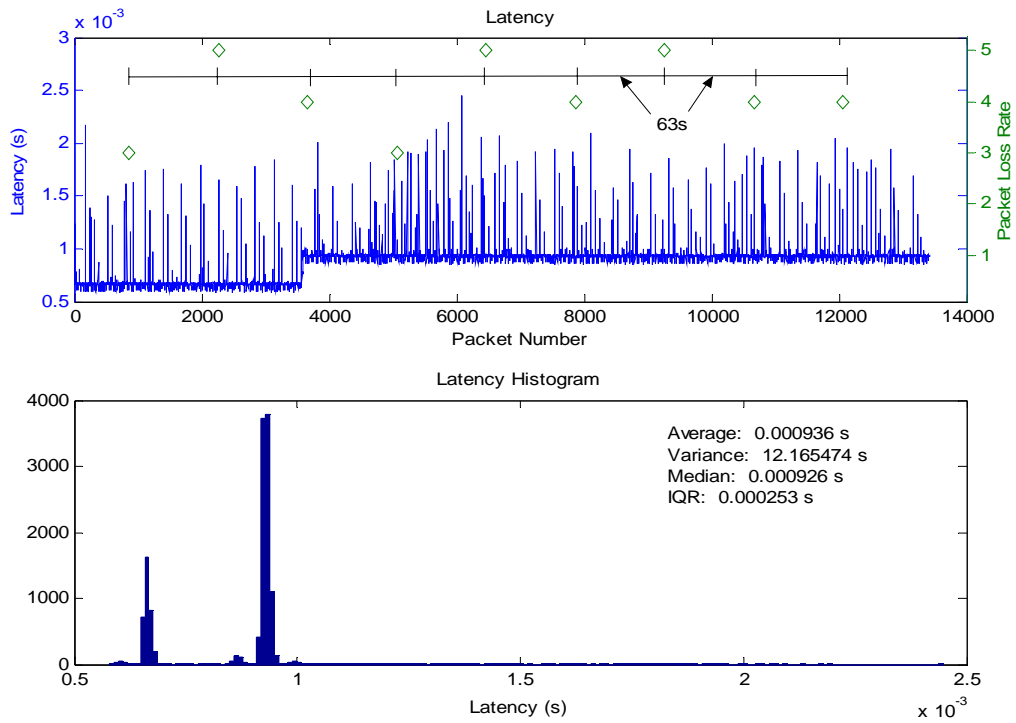 Latency
x 10⁻³
3
2.5
2
1.5
1
0.5
Latency (s)
5
4
3
2
1
Packet Loss Rate
63s
0
2000
4000
6000
8000
10000
12000
14000
Packet Number
Latency Histogram
4000
3000
2000
1000
0
Average: 0.000936 s
Variance: 12.165474 s
Median: 0.000926 s
IQR: 0.000253 s
0.5
1
1.5
2
2.5
Latency (s)
x 10⁻³